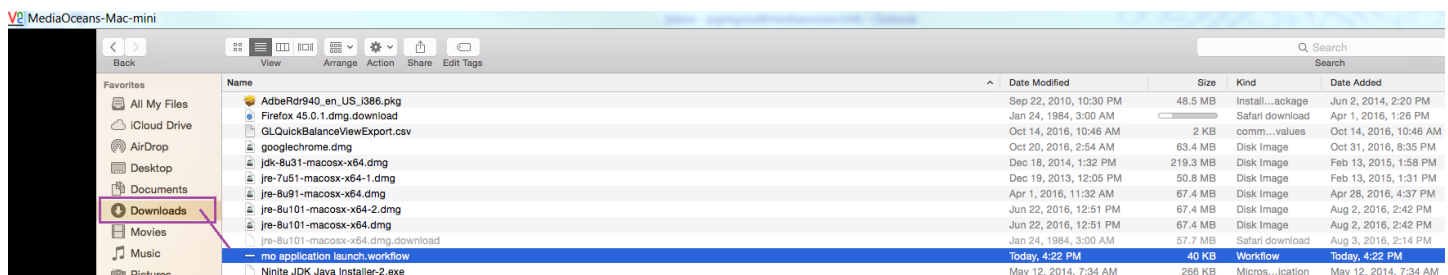 MediaOceans-Mac-mini
Back View Arrange Action Share Edit Tags Search Search
Favorites
All My Files
iCloud Drive
AirDrop
Desktop
Documents
Downloads
Movies
Music
Pictures
Name Date Modified Size Kind Date Added
AdbeRdr940_en_US_i386.pkg Sep 22, 2010, 10:30 PM 48.5 MB Install...ackage Jun 2, 2014, 2:20 PM
Firefox 45.0.1.dmg.download Jan 24, 1984, 3:00 AM Safari download Apr 1, 2016, 1:26 PM
GLQuickBalanceViewExport.csv Oct 14, 2016, 10:46 AM 2 KB comm...values Oct 14, 2016, 10:46 AM
googlechrome.dmg Oct 20, 2016, 2:54 AM 63.4 MB Disk Image Oct 31, 2016, 8:35 PM
jdk-8u31-macosx-x64.dmg Dec 18, 2014, 1:32 PM 219.3 MB Disk Image Feb 13, 2015, 1:58 PM
jre-7u51-macosx-x64-1.dmg Dec 19, 2013, 12:05 PM 50.8 MB Disk Image Feb 13, 2015, 1:31 PM
jre-8u91-macosx-x64.dmg Apr 1, 2016, 11:32 AM 67.4 MB Disk Image Apr 28, 2016, 4:37 PM
jre-8u101-macosx-x64-2.dmg Jun 22, 2016, 12:51 PM 67.4 MB Disk Image Aug 2, 2016, 2:42 PM
jre-8u101-macosx-x64.dmg Jun 22, 2016, 12:51 PM 67.4 MB Disk Image Aug 2, 2016, 2:42 PM
jre-8u101-macosx-x64.dmg.download Jan 24, 1984, 3:00 AM 57.7 MB Safari download Aug 3, 2016, 2:14 PM
mo application launch.workflow Today, 4:22 PM 40 KB Workflow Today, 4:22 PM
Ninite JDK Java Installer-2.exe May 12, 2014, 7:34 AM 266 KB Micros...ication May 12, 2014, 7:34 AM